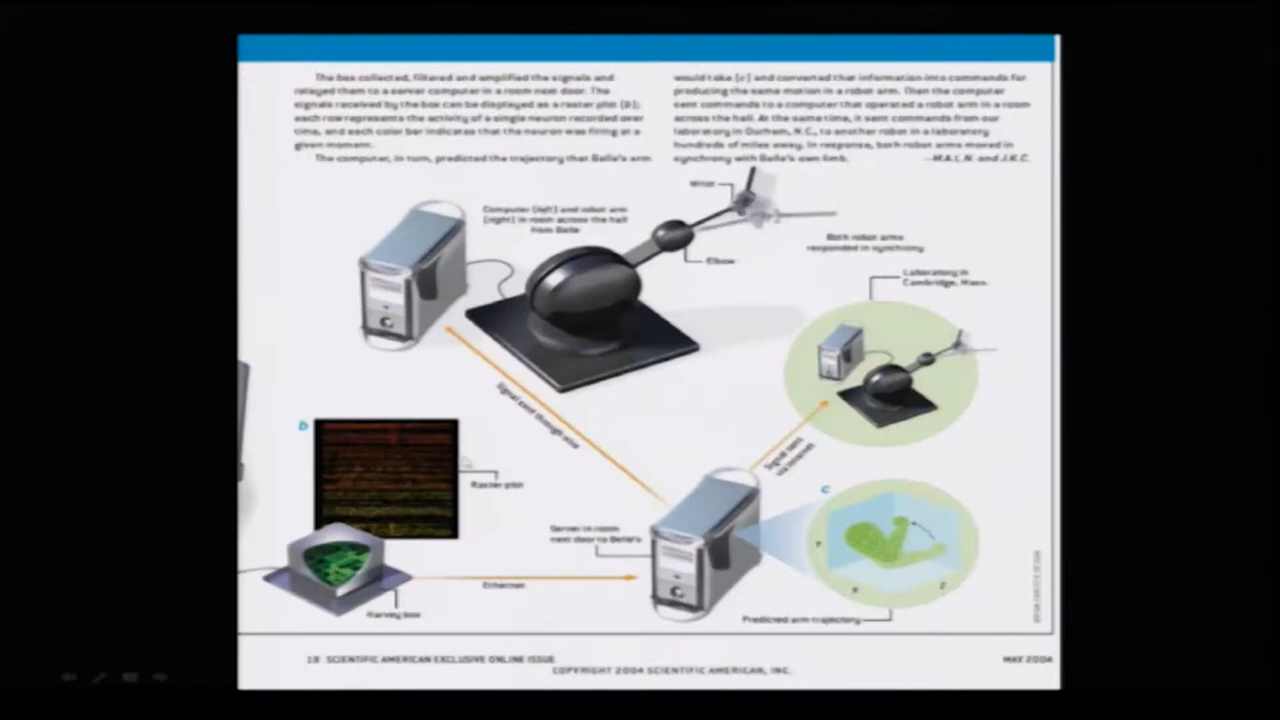 The box collected, filtered and amplified the signals and
relayed them to a server computer in a room next door. The
signals received by the box can be displayed as a raster plot (b);
each row represents the activity of a single neuron recorded over
time, and each color bar indicates that the neuron was firing at a
given moment.
The computer, in turn, predicted the trajectory that Belle's arm
would take (c) and converted that information into commands for
producing the same motion in a robot arm. Then the computer
sent commands to a computer that operated a robot arm in a room
across the hall. At the same time, it sent commands from our
laboratory in Durham, N.C., to another robot in a laboratory
hundreds of miles away. In response, both robot arms moved in
synchrony with Belle's own limb.
—M.A.L.N. and J.K.C.
Wrist
Computer (left) and robot arm
(right) in room across the hall
from Belle
Elbow
Both robot arms
responded in synchrony
Laboratory in
Cambridge, Mass.
Signal sent through wire
Signal sent
via Internet
b
Raster plot
c
Server in room
next door to Belle's
Y
X
Z
Ethernet
Harvey box
Predicted arm trajectory
18 SCIENTIFIC AMERICAN EXCLUSIVE ONLINE ISSUE
MAY 2004
COPYRIGHT 2004 SCIENTIFIC AMERICAN, INC.